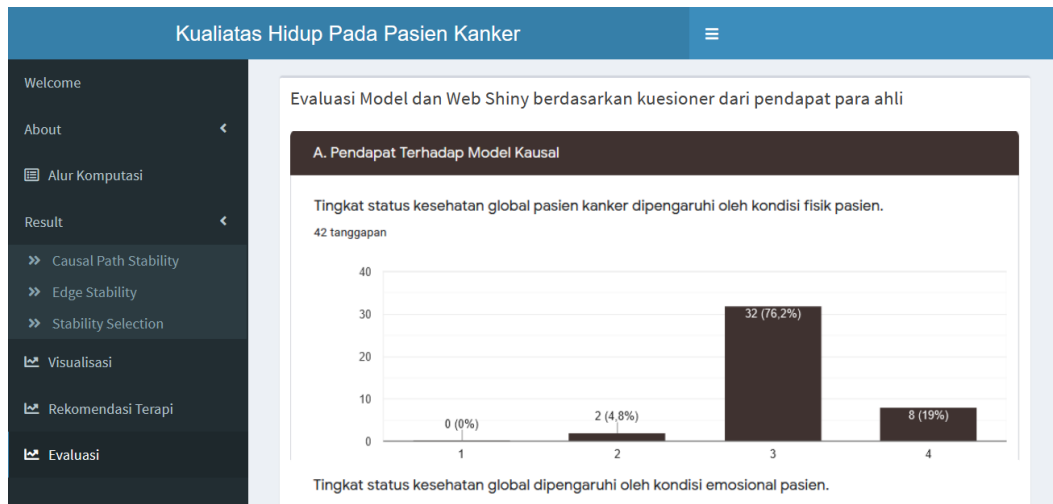 Kualiatas Hidup Pada Pasien Kanker
Welcome
About
Alur Komputasi
Result
Causal Path Stability
Edge Stability
Stability Selection
Visualisasi
Rekomendasi Terapi
Evaluasi
Evaluasi Model dan Web Shiny berdasarkan kuesioner dari pendapat para ahli
A. Pendapat Terhadap Model Kausal
Tingkat status kesehatan global pasien kanker dipengaruhi oleh kondisi fisik pasien.
42 tanggapan
40
30
20
10
0
0 (0%)
2 (4,8%)
32 (76,2%)
8 (19%)
1
2
3
4
Tingkat status kesehatan global dipengaruhi oleh kondisi emosional pasien.